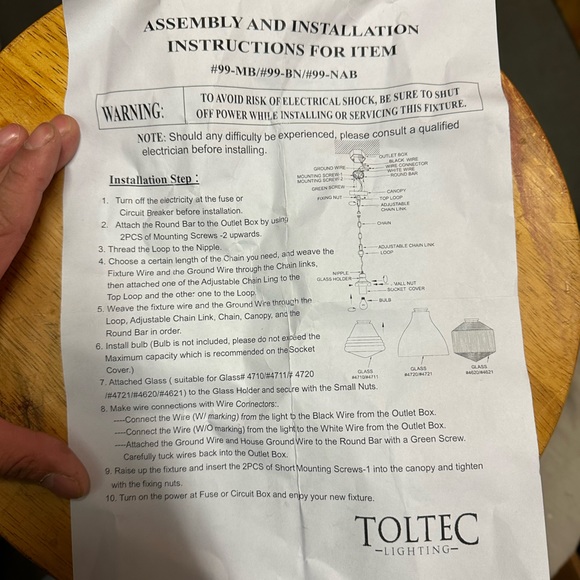 ASSEMBLY AND INSTALLATION
INSTRUCTIONS FOR ITEM
#99-MB/#99-BN/#99-NAB
WARNING:
TO AVOID RISK OF ELECTRICAL SHOCK, BE SURE TO SHUT
OFF POWER WHILE INSTALLING OR SERVICING THIS FIXTURE.
NOTE: Should any difficulty be experienced, please consult a qualified
electrician before installing.
Installation Step :
1. Turn off the electricity at the fuse or
Circuit Breaker before installation.
2. Attach the Round Bar to the Outlet Box by using
2PCS of Mounting Screws -2 upwards.
3. Thread the Loop to the Nipple.
4. Choose a certain length of the Chain you need, and weave the
Fixture Wire and the Ground Wire through the Chain links,
then attached one of the Adjustable Chain Ling to the
Top Loop and the other one to the Loop
5. Weave the fixture wire and the Ground Wire through the
Loop, Adjustable Chain Link, Chain, Canopy, and the
Round Bar in order.
6. Install bulb (Bulb is not included, please do not exceed the
Maximum capacity which is recommended on the Socket
Cover.)
7. Attached Glass ( suitable for Glass# 4710/#4711/# 4720
/#4721/#4620/#4621) to the Glass Holder and secure with the Small Nuts.
8. Make wire connections with Wire Connectors:.
----Connect the Wire (W/ marking) from the light to the Black Wire from the Outlet Box.
----Connect the Wire (W/O marking) from the light to the White Wire from the Outlet Box.
----Attached the Ground Wire and House Ground Wire to the Round Bar with a Green Screw.
Carefully tuck wires back into the Outlet Box.
9. Raise up the fixture and insert the 2PCS of Short Mounting Screws-1 into the canopy and tighten
with the fixing nuts.
10. Turn on the power at Fuse or Circuit Box and enjoy your new fixture.
OUTLET BOX
BLACK WIRE
WIRE CONNECTOR
WHITE WIRE
ROUND BAR
GROUND WIRE
MOUNTING SCREW-1
MOUNTING SCREW-2
GREEN SCREW
FIXING NUT
CANOPY
TOP LOOP
ADJUSTABLE
CHAIN LINK
CHAIN
ADJUSTABLE CHAIN LINK
LOOP
NIPPLE
GLASS HOLDER
SMALL NUT
SOCKET COVER
BULB
GLASS
#4710/#4711
GLASS
#4720/#4721
GLASS
#4620/#4621
TOLTEC
LIGHTING